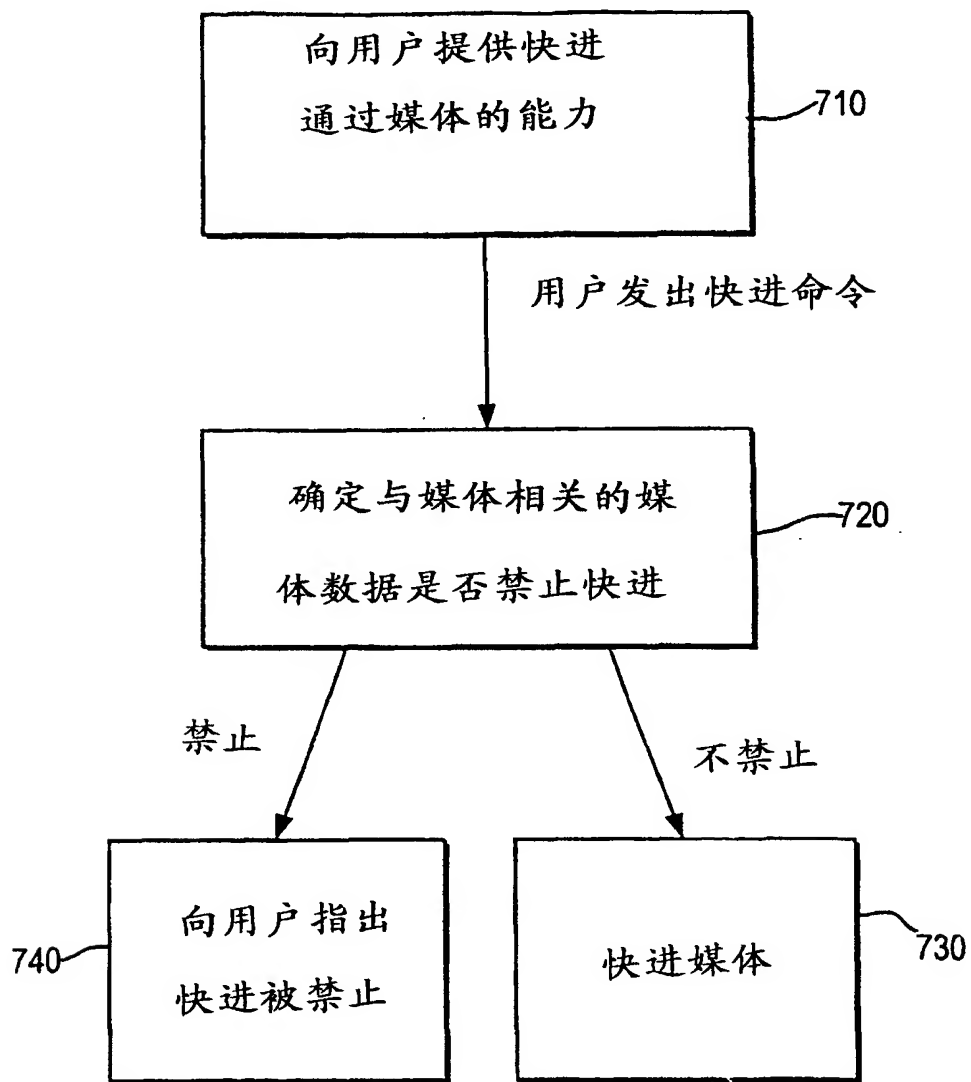 向用户提供快进
通过媒体的能力
710
用户发出快进命令
确定与媒体相关的媒
体数据是否禁止快进
720
禁止
不禁止
向用户指出
快进被禁止
740
快进媒体
730